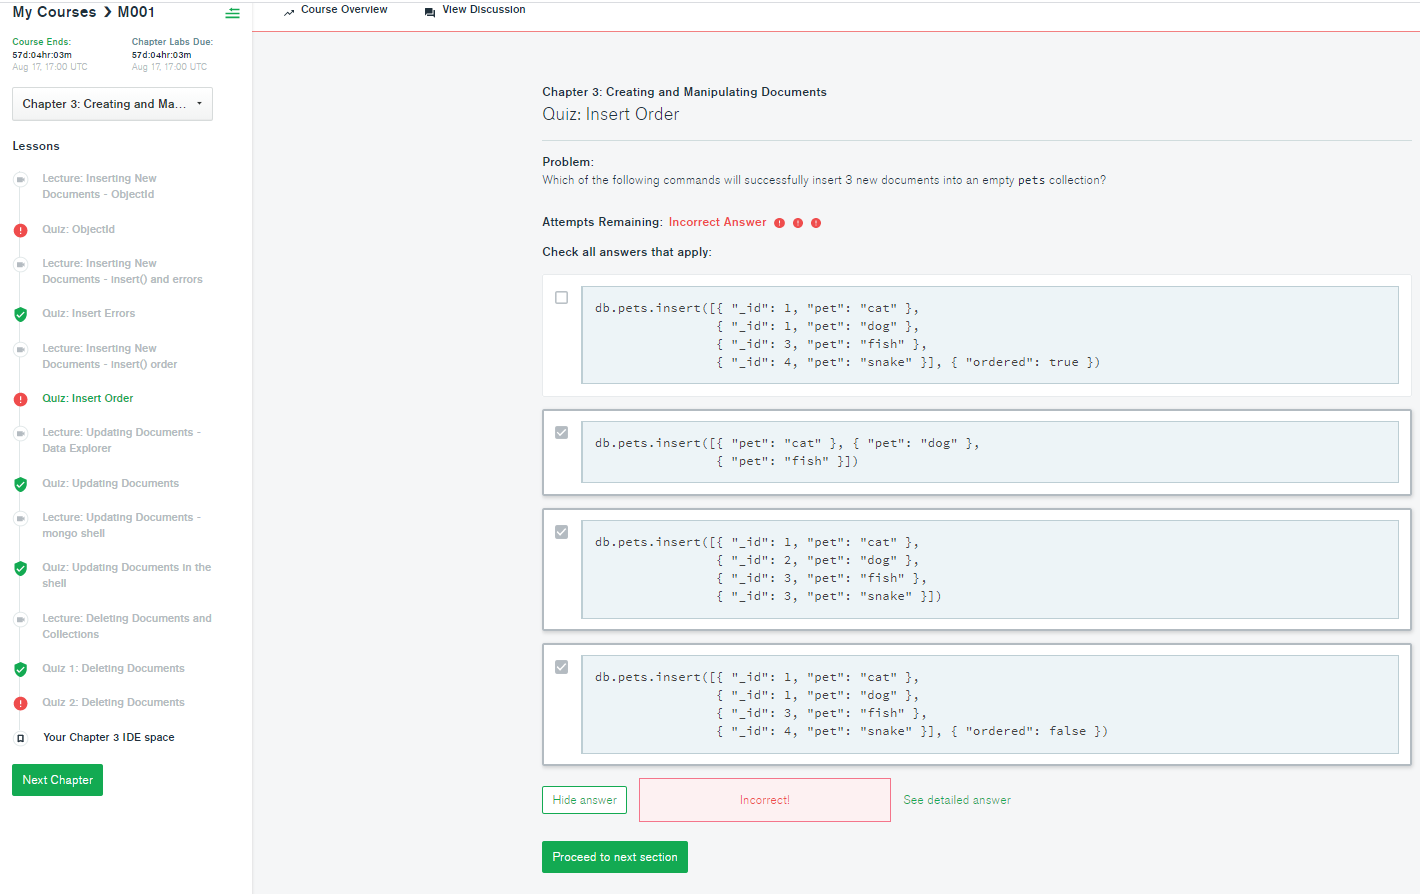 My Courses ❯ M001
Course Ends:
57d:04hr:03m
Aug 17, 17:00 UTC
Chapter Labs Due:
57d:04hr:03m
Aug 17, 17:00 UTC
Chapter 3: Creating and Ma...
Lessons
Lecture: Inserting New
Documents - ObjectId
Quiz: ObjectId
Lecture: Inserting New
Documents - insert() and errors
Quiz: Insert Errors
Lecture: Inserting New
Documents - insert() order
Quiz: Insert Order
Lecture: Updating Documents -
Data Explorer
Quiz: Updating Documents
Lecture: Updating Documents -
mongo shell
Quiz: Updating Documents in the
shell
Lecture: Deleting Documents and
Collections
Quiz 1: Deleting Documents
Quiz 2: Deleting Documents
Your Chapter 3 IDE space
Next Chapter
Course Overview
View Discussion
Chapter 3: Creating and Manipulating Documents
Quiz: Insert Order
Problem:
Which of the following commands will successfully insert 3 new documents into an empty pets collection?
Attempts Remaining: Incorrect Answer
Check all answers that apply:
db.pets.insert([{ "_id": 1, "pet": "cat" },
{ "_id": 1, "pet": "dog" },
{ "_id": 3, "pet": "fish" },
{ "_id": 4, "pet": "snake" }], { "ordered": true })
db.pets.insert([{ "pet": "cat" }, { "pet": "dog" },
{ "pet": "fish" }])
db.pets.insert([{ "_id": 1, "pet": "cat" },
{ "_id": 2, "pet": "dog" },
{ "_id": 3, "pet": "fish" },
{ "_id": 3, "pet": "snake" }])
db.pets.insert([{ "_id": 1, "pet": "cat" },
{ "_id": 1, "pet": "dog" },
{ "_id": 3, "pet": "fish" },
{ "_id": 4, "pet": "snake" }], { "ordered": false })
Hide answer
Incorrect!
See detailed answer
Proceed to next section